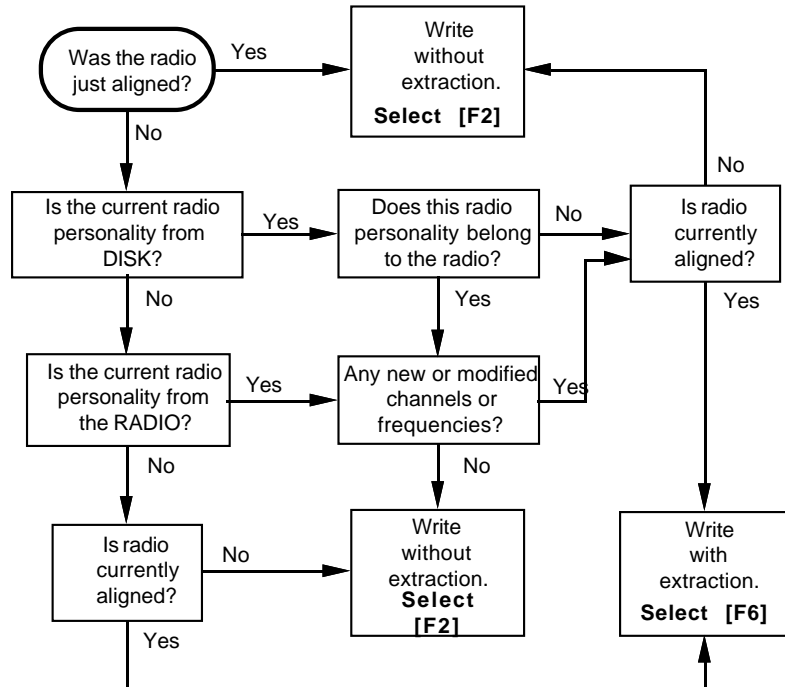 Was the radio
just aligned?
Yes
Write
without
extraction.
Select [F2]
No
No
Is the current radio
personality from
DISK?
Yes
Does this radio
personality belong
to the radio?
No
Is radio
currently
aligned?
No
Yes
Yes
Is the current radio
personality from
the RADIO?
Yes
Any new or modified
channels or
frequencies?
Yes
No
No
Is radio
currently
aligned?
No
Write
without
extraction.
Select
[F2]
Write
with
extraction.
Select [F6]
Yes